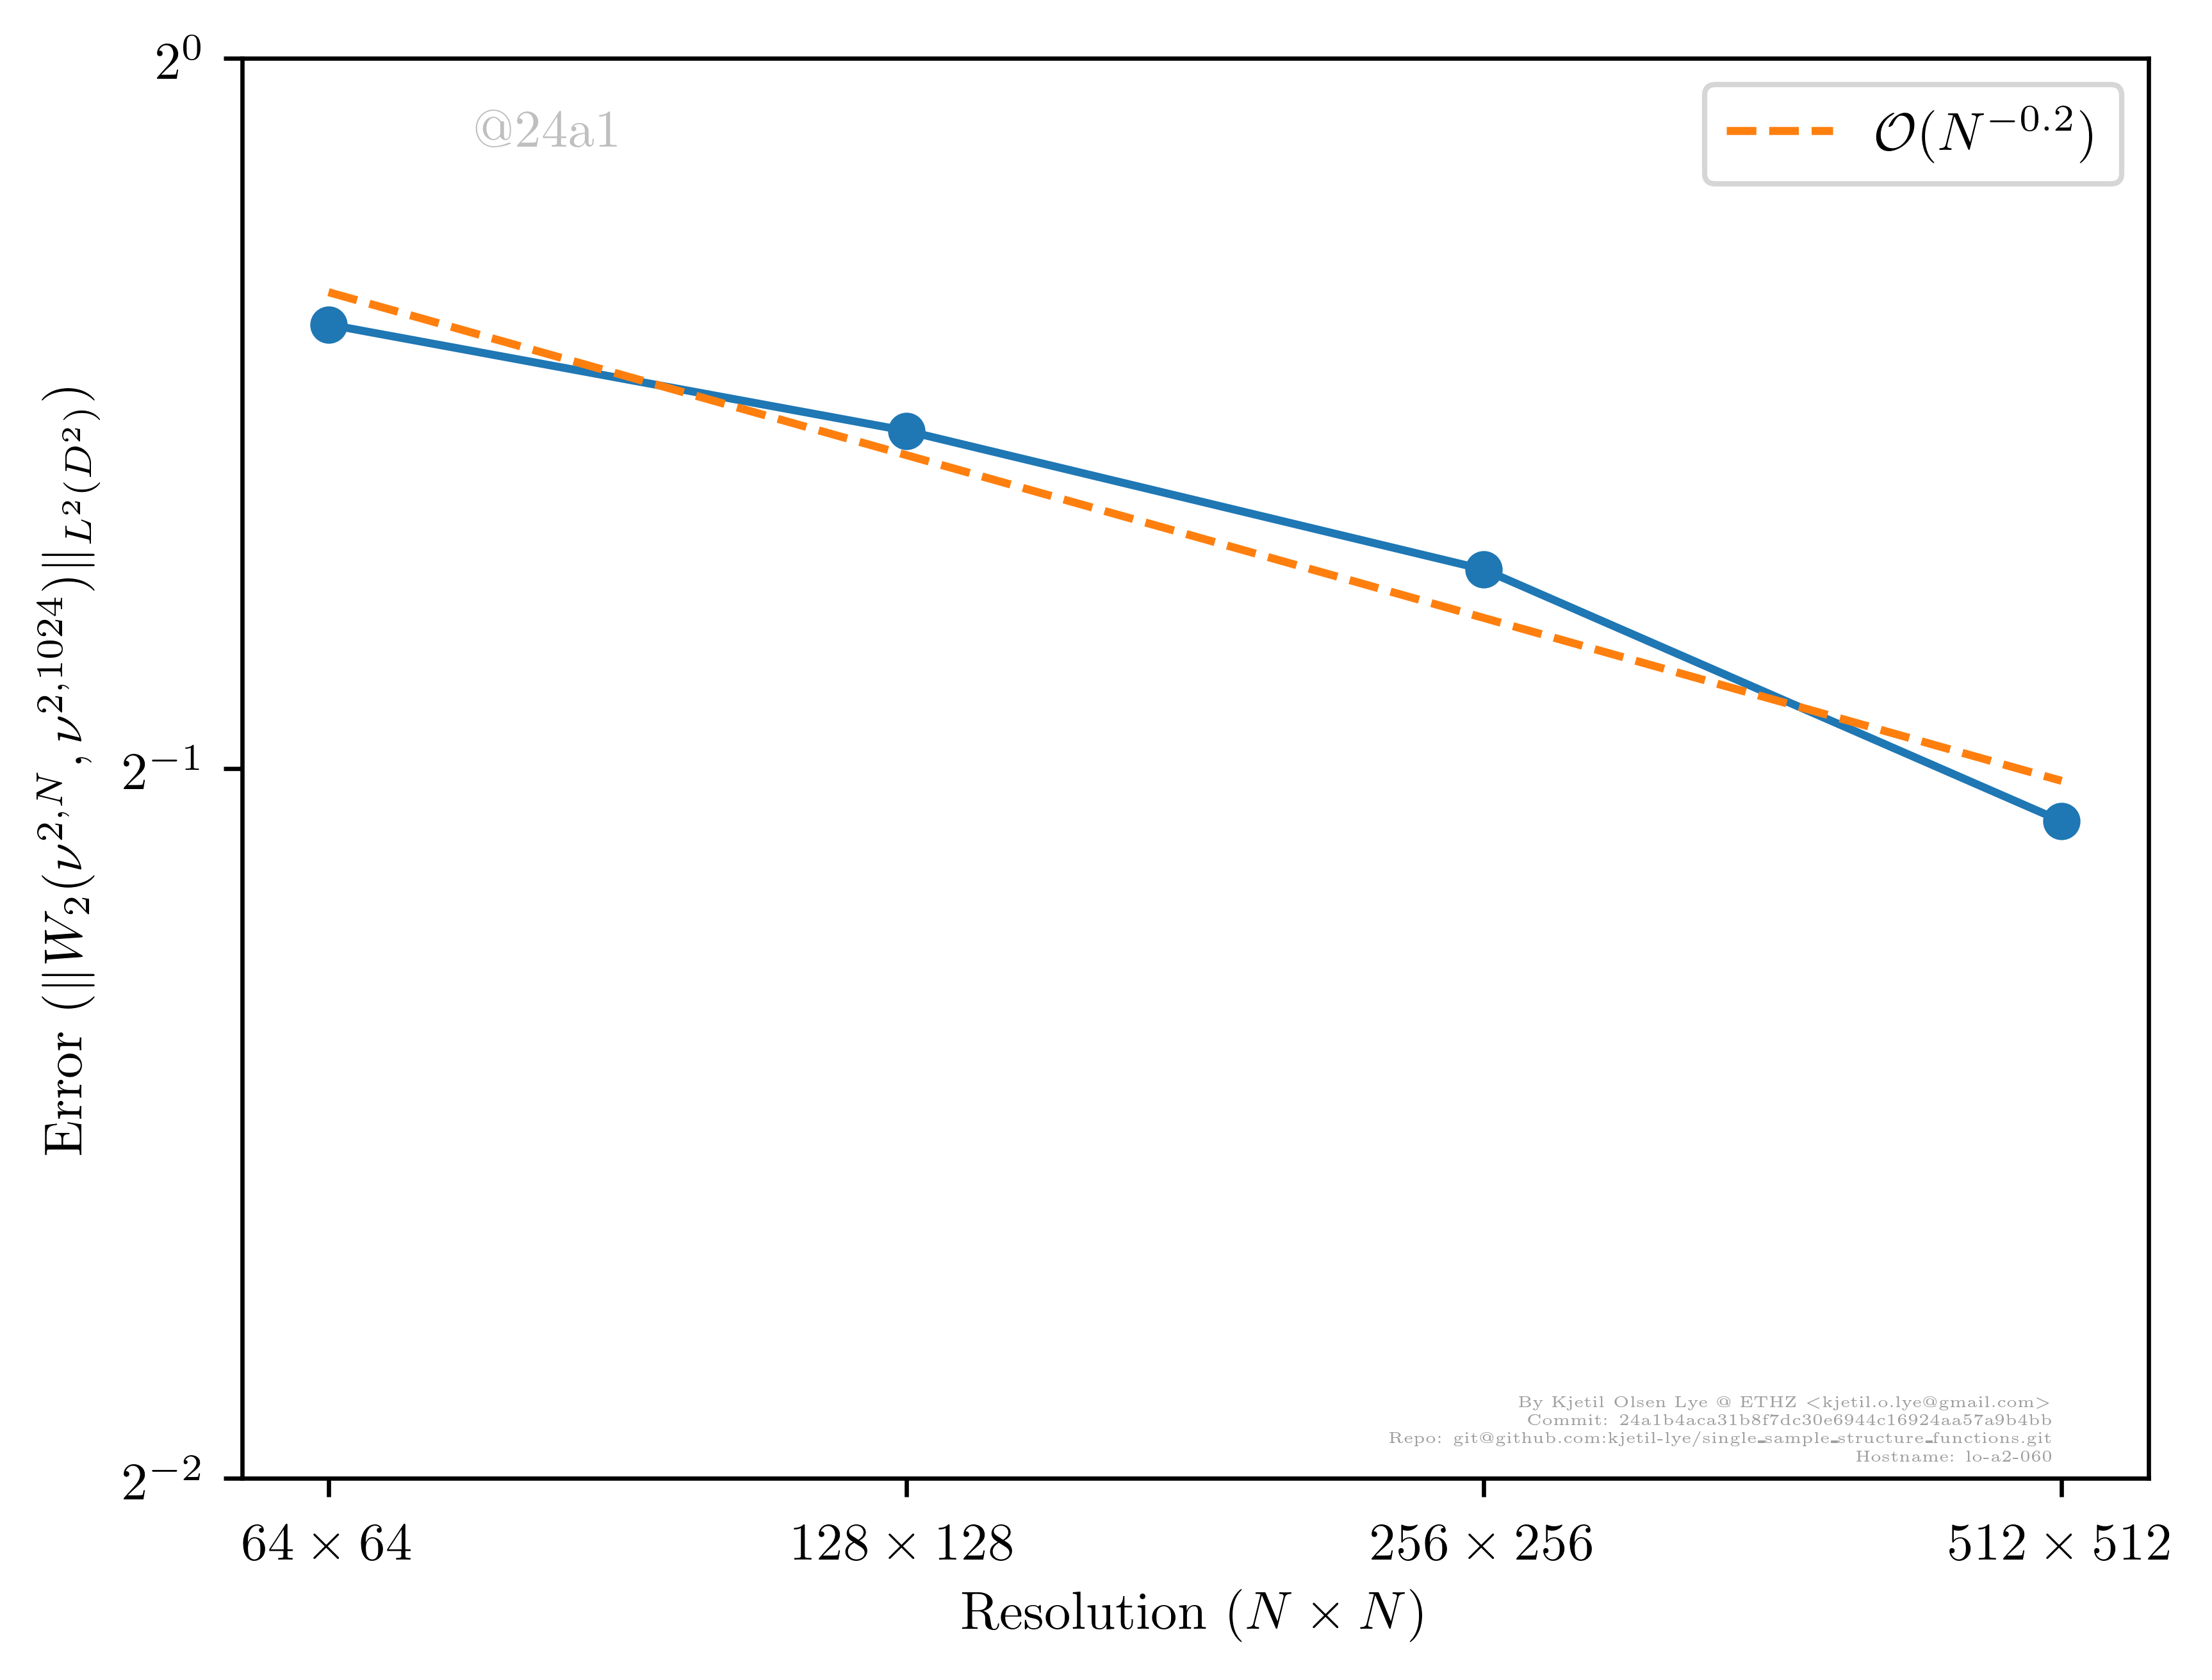 2^0
@24a1
O(N^{-0.2})
Error (||W_2(ν^{2,N}, ν^{2,1024})||_{L^2(D^2)})
2^{-1}
2^{-2}
By Kjetil Olsen Lye @ ETHZ <kjetil.o.lye@gmail.com>
Commit: 24a1b4aca31b8f7dc30e6944c16924aa57a9b4bb
Repo: git@github.com:kjetil-lye/single_sample_structure_functions.git
Hostname: lo-a2-060
64 × 64 128 × 128 256 × 256 512 × 512
Resolution (N × N)